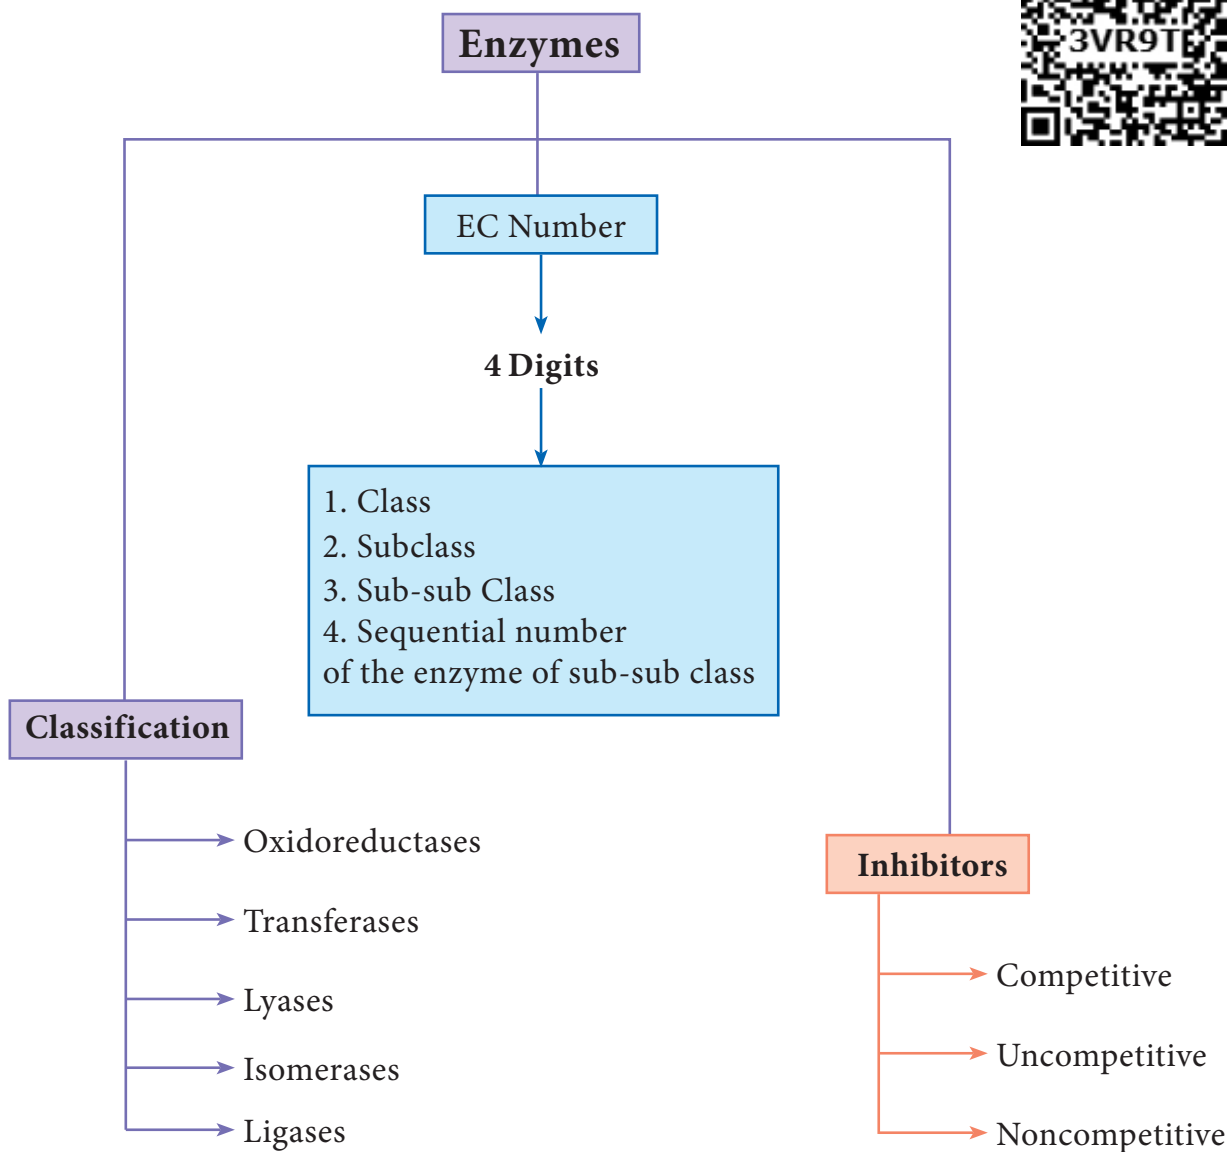 Enzymes
3VR9TE
EC Number
4 Digits
1. Class
2. Subclass
3. Sub-sub Class
4. Sequential number
of the enzyme of sub-sub class
Classification
Oxidoreductases
Transferases
Lyases
Isomerases
Ligases
Inhibitors
Competitive
Uncompetitive
Noncompetitive